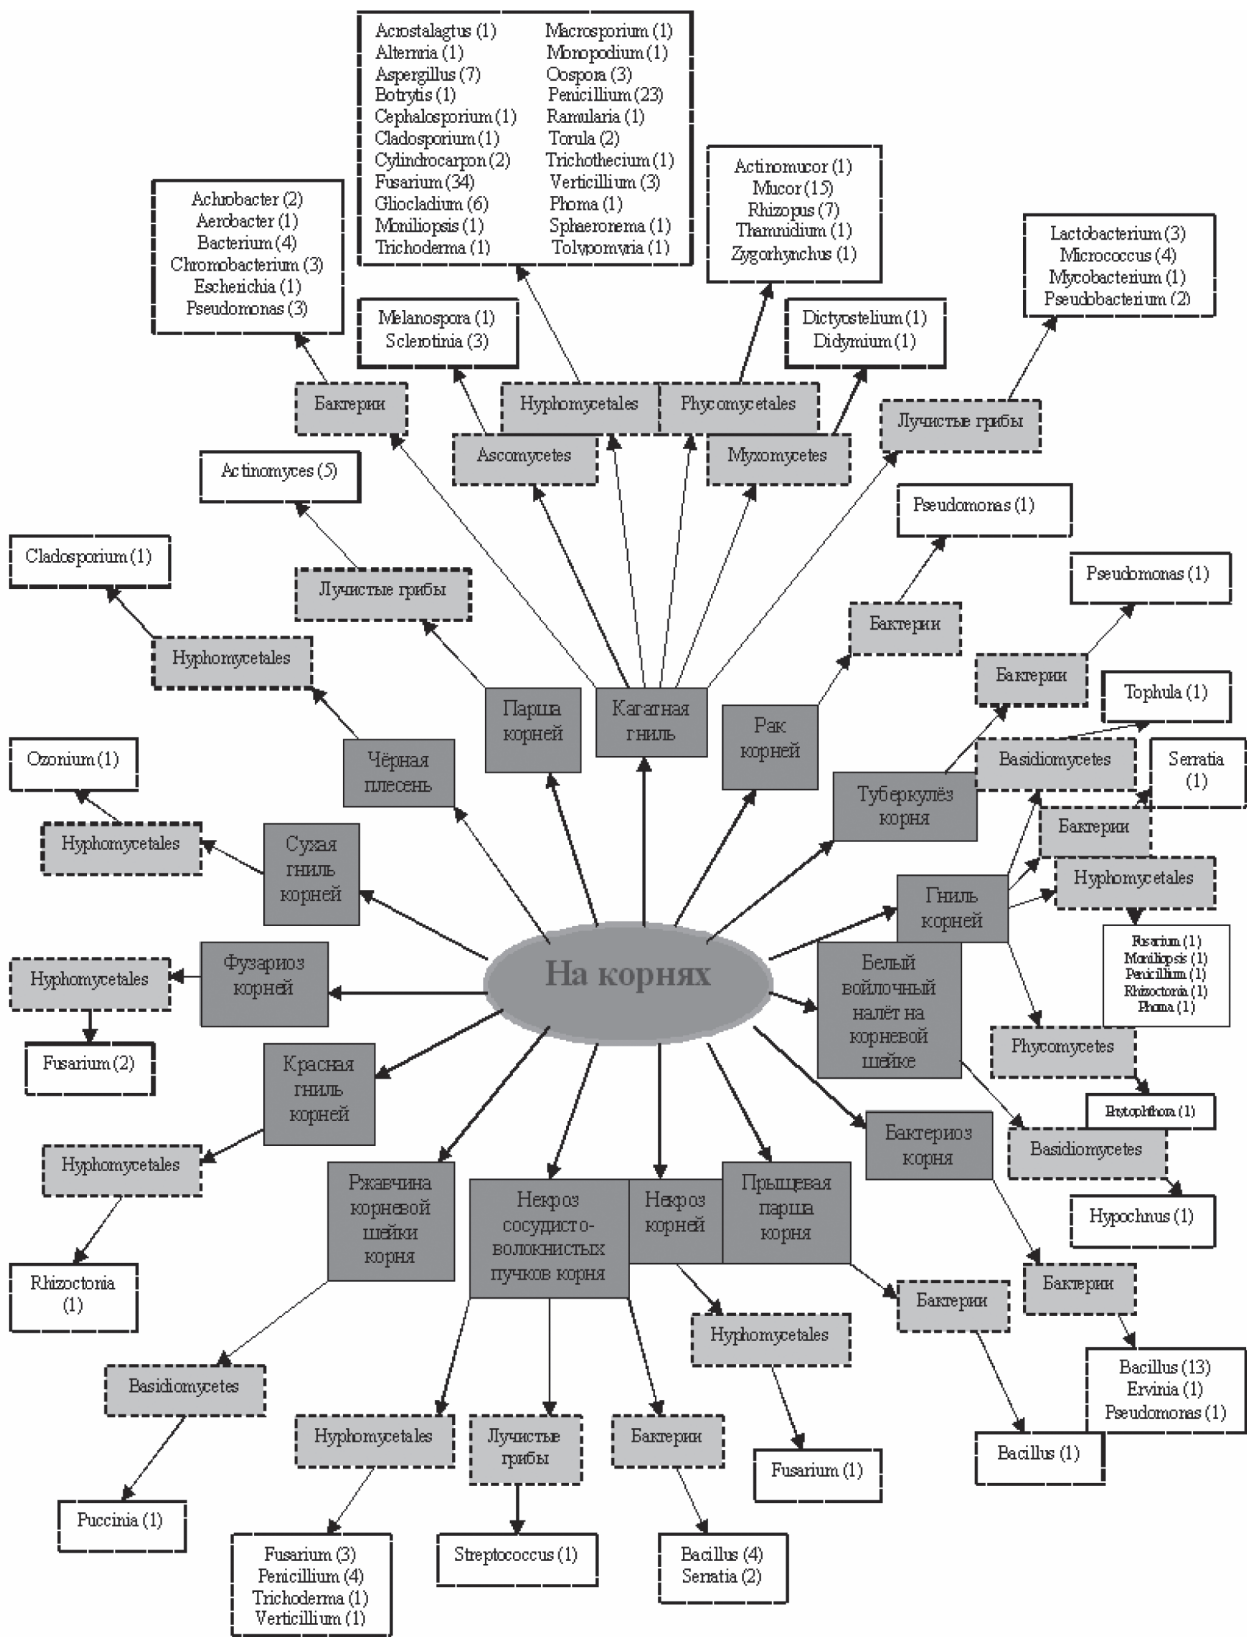 Acrostalagtus (1)
Alternria (1)
Aspergillus (7)
Botrytis (1)
Cephalosporium (1)
Cladosporium (1)
Cylindrocarpon (2)
Fusarium (34)
Gliocladium (6)
Moniliopsis (1)
Trichoderma (1)
Macrosporium (1)
Monopodium (1)
Oospora (3)
Penicillium (23)
Ramularia (1)
Torula (2)
Trichothecium (1)
Verticillium (3)
Phoma (1)
Sphaeronema (1)
Tolypomyria (1)
Actinomucor (1)
Mucor (15)
Rhizopus (7)
Thamnidium (1)
Zygorhynchus (1)
Achrobacter (2)
Aerobacter (1)
Bacterium (4)
Chromobacterium (3)
Escherichia (1)
Pseudomonas (3)
Lactobacterium (3)
Micrococcus (4)
Mycobacterium (1)
Pseudobacterium (2)
Melanospora (1)
Sclerotinia (3)
Dictyostelium (1)
Didymium (1)
Бактерии
Hyphomycetales
Phycomycetales
Лучистые грибы
Ascomycetes
Myxomycetes
Actinomyces (5)
Pseudomonas (1)
Cladosporium (1)
Лучистые грибы
Pseudomonas (1)
Бактерии
Hyphomycetales
Бактерии
Tophula (1)
Парша
корней
Кагатная
гниль
Рак
корней
Чёрная
плесень
Ozonium (1)
Basidiomycetes
Serratia
(1)
Туберкулёз
корня
Hyphomycetales
Сухая
гниль
корней
Бактерии
Hyphomycetales
Гниль
корней
Fusarium (1)
Moniliopsis (1)
Penicillium (1)
Rhizoctonia (1)
Phoma (1)
Hyphomycetales
Фузариоз
корней
На корнях
Белый
войлочный
налёт на
корневой
шейке
Phycomycetes
Fusarium (2)
Красная
гниль
корней
Phytophthora (1)
Бактериоз
корня
Basidiomycetes
Hyphomycetales
Ржавчина
корневой
шейки
корня
Некроз
сосудисто-
волокнистых
пучков корня
Некроз
корней
Прыщевая
парша
корня
Hypochnus (1)
Rhizoctonia
(1)
Бактерии
Бактерии
Hyphomycetales
Basidiomycetes
Bacillus (13)
Ervinia (1)
Pseudomonas (1)
Hyphomycetales
Лучистые
грибы
Бактерии
Fusarium (1)
Bacillus (1)
Puccinia (1)
Fusarium (3)
Penicillium (4)
Trichoderma (1)
Verticillium (1)
Streptococcus (1)
Bacillus (4)
Serratia (2)